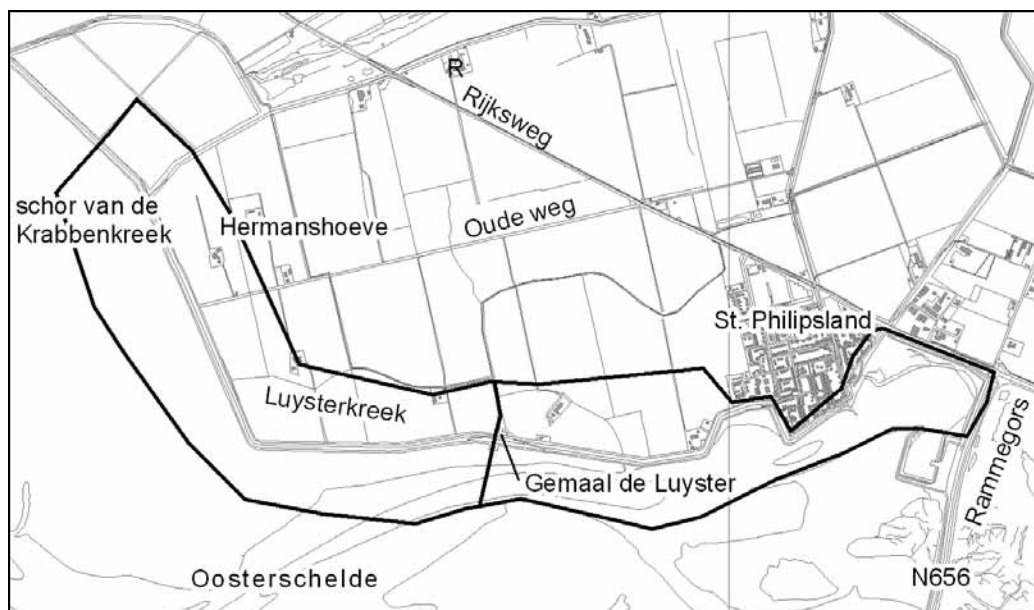 R
Rijksweg
schor van de
Krabbenkreek
Hermanshoeve
Oude weg
St. Philipsland
Luysterkreek
Gemaal de Luyster
Rammegors
Oosterschelde
N656